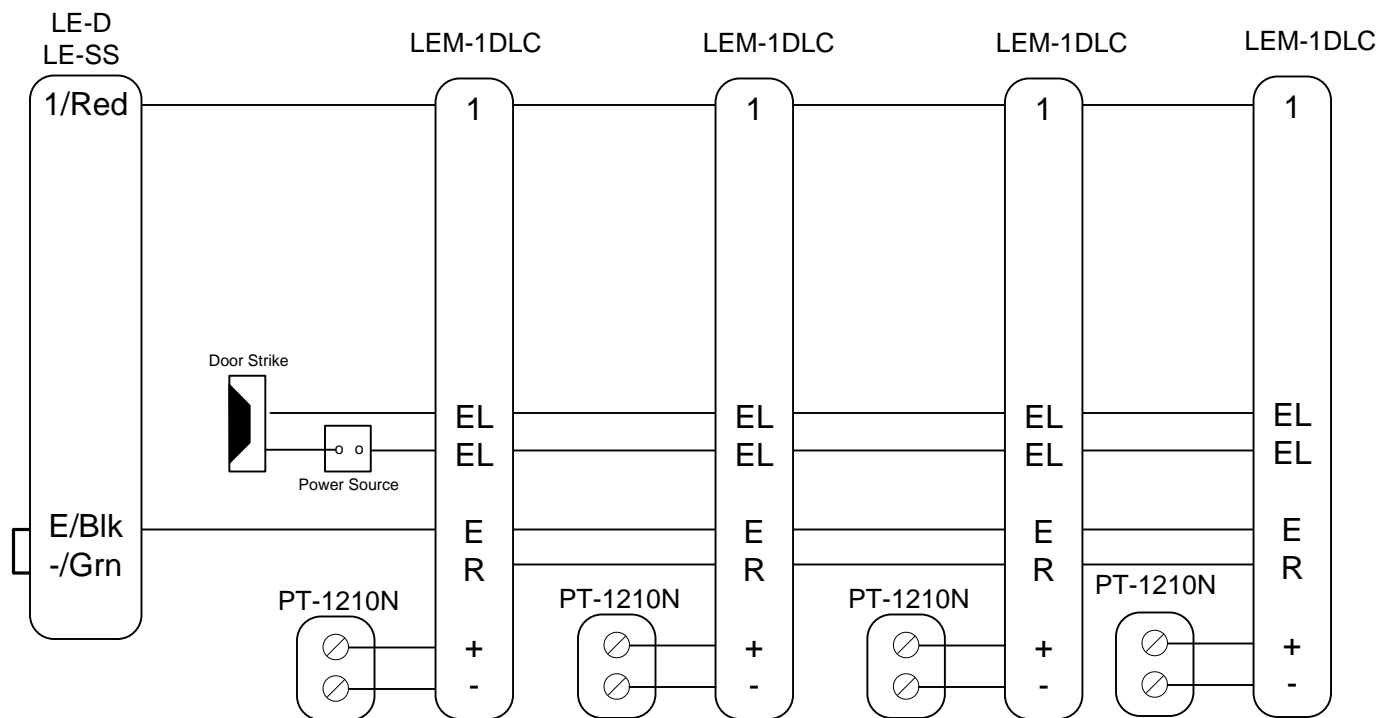 LE-D
LE-SS
LEM-1DLC
LEM-1DLC
LEM-1DLC
LEM-1DLC
1/Red
1
1
1
1
Door Strike
EL
EL
EL
EL
EL
EL
EL
EL
Power Source
E/Blk
E
E
E
E
-/Grn
R
R
R
R
PT-1210N
PT-1210N
PT-1210N
PT-1210N
+
+
+
+
-
-
-
-